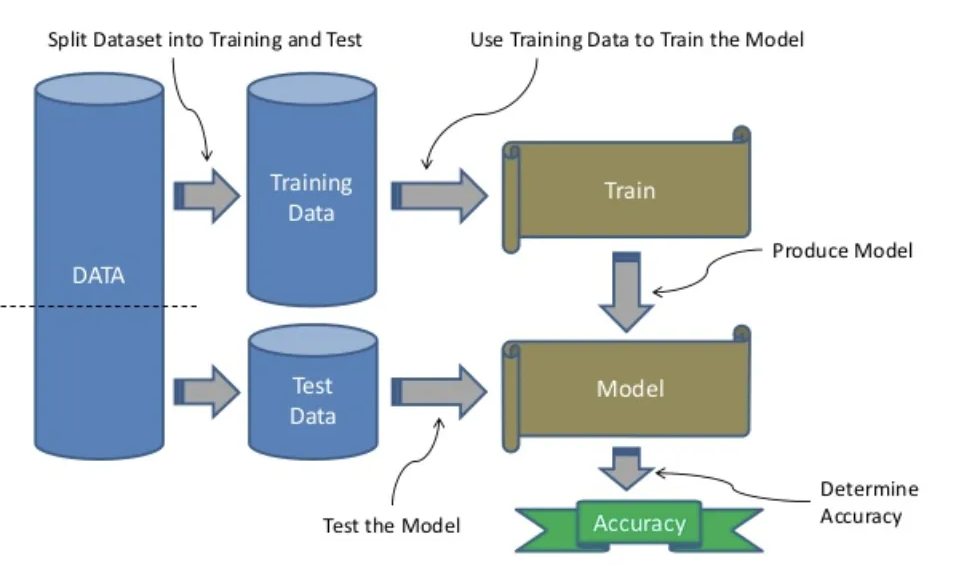 Split Dataset into Training and Test
Use Training Data to Train the Model
Training
Data
Train
DATA
Produce Model
Test
Data
Model
Test the Model
Determine
Accuracy
Accuracy